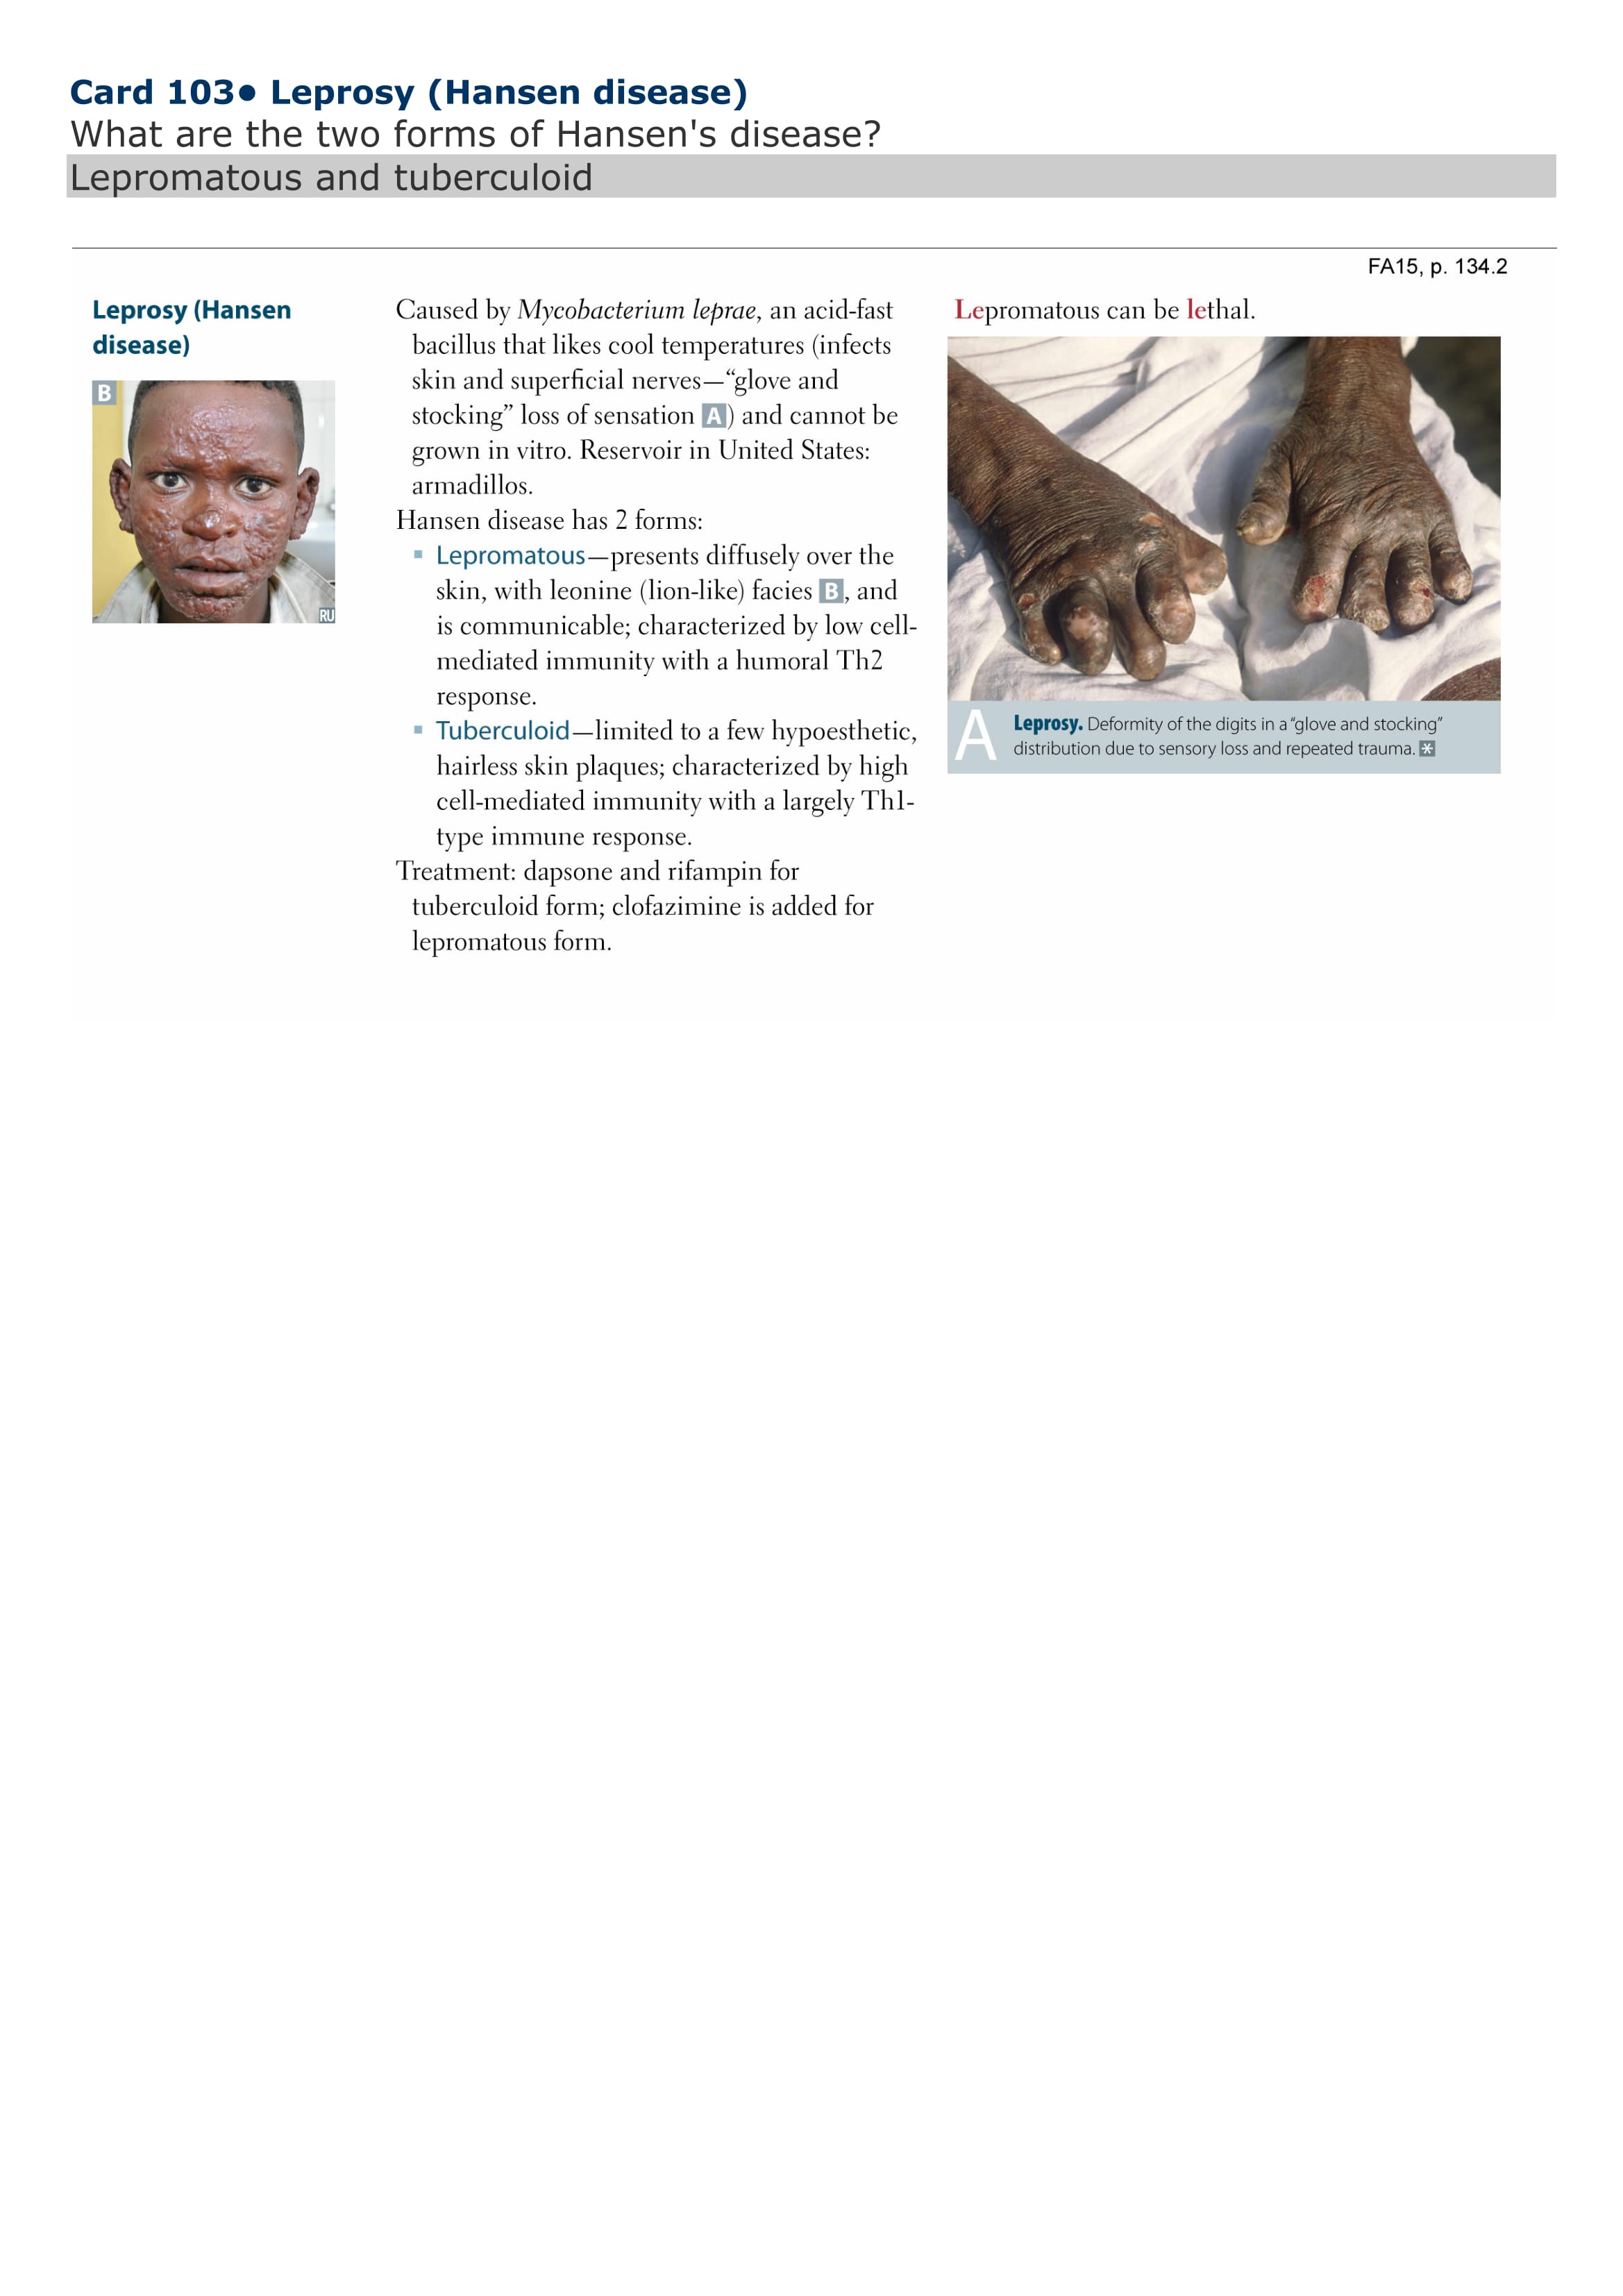 Card 103• Leprosy (Hansen disease)
What are the two forms of Hansen's disease?
Lepromatous and tuberculoid
FA15, p. 134.2
Leprosy (Hansen
disease)
B
RU
Caused by Mycobacterium leprae, an acid-fast
bacillus that likes cool temperatures (infects
skin and superficial nerves—“glove and
stocking” loss of sensation A) and cannot be
grown in vitro. Reservoir in United States:
armadillos.
Hansen disease has 2 forms:
▪ Lepromatous—presents diffusely over the
skin, with leonine (lion-like) facies B, and
is communicable; characterized by low cell-
mediated immunity with a humoral Th2
response.
▪ Tuberculoid—limited to a few hypoesthetic,
hairless skin plaques; characterized by high
cell-mediated immunity with a largely Th1-
type immune response.
Treatment: dapsone and rifampin for
tuberculoid form; clofazimine is added for
lepromatous form.
Lepromatous can be lethal.
A
Leprosy. Deformity of the digits in a “glove and stocking”
distribution due to sensory loss and repeated trauma. *